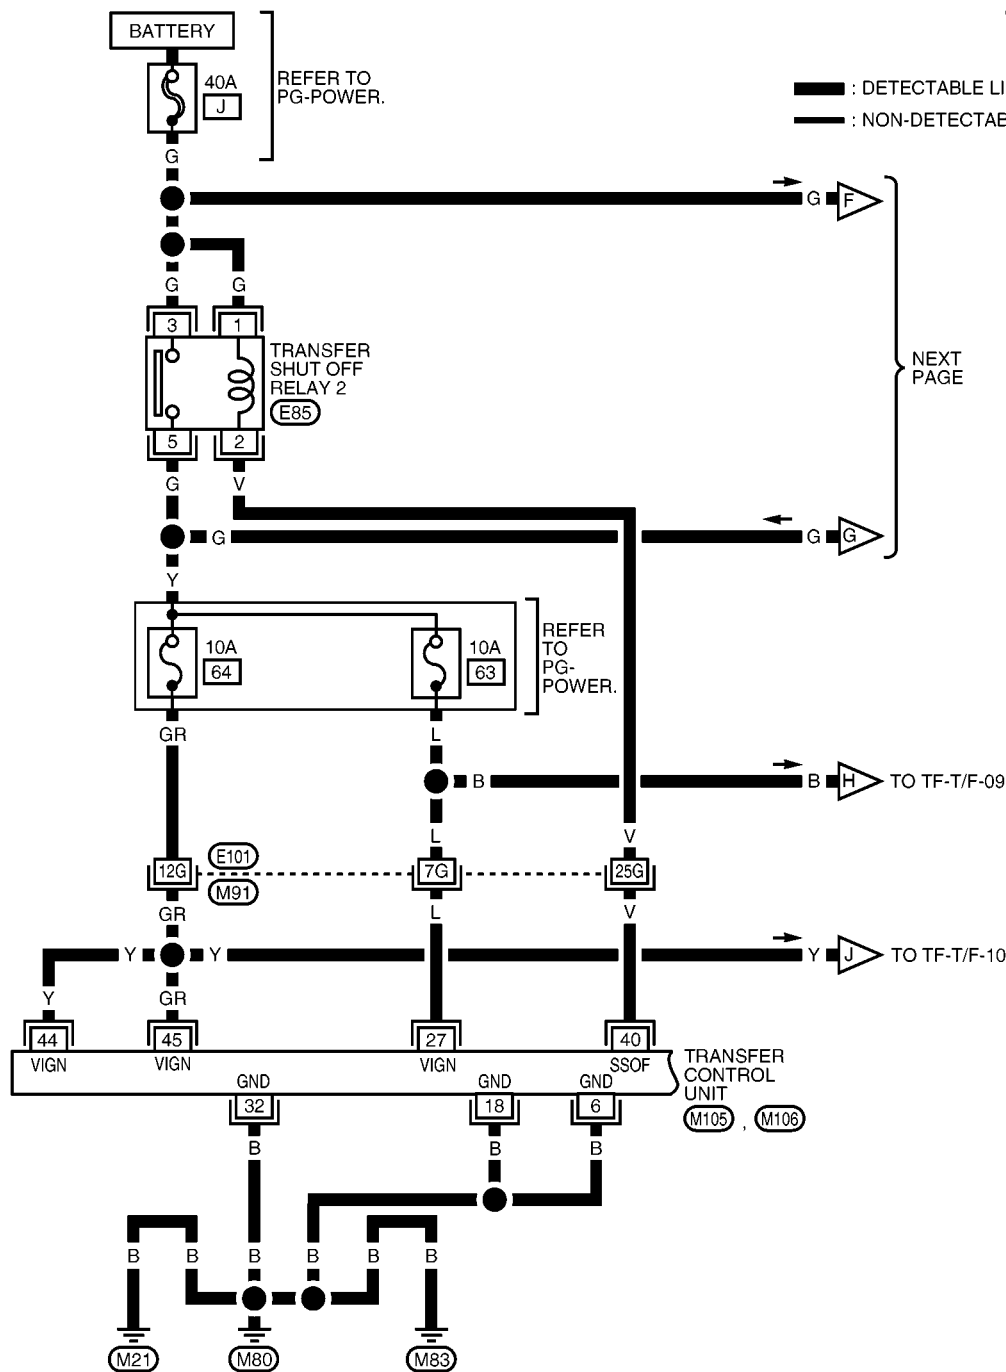 BATTERY
40A
J
REFER TO
PG-POWER.
: DETECTABLE LI
: NON-DETECTAB
G
G
F
G
G
3
1
TRANSFER
SHUT OFF
RELAY 2
E85
NEXT
PAGE
5
2
G
V
G
G
G
Y
10A
64
10A
63
REFER
TO
PG-
POWER.
GR
L
B
B
H
TO TF-T/F-09
L
V
12G
E101
M91
7G
25G
GR
L
V
Y
Y
Y
J
TO TF-T/F-10
Y
GR
44
45
27
40
VIGN
VIGN
VIGN
SSOF
TRANSFER
CONTROL
UNIT
M105 , M106
GND
GND
GND
32
18
6
B
B
B
B
B
B
B
B
B
M21
M80
M83